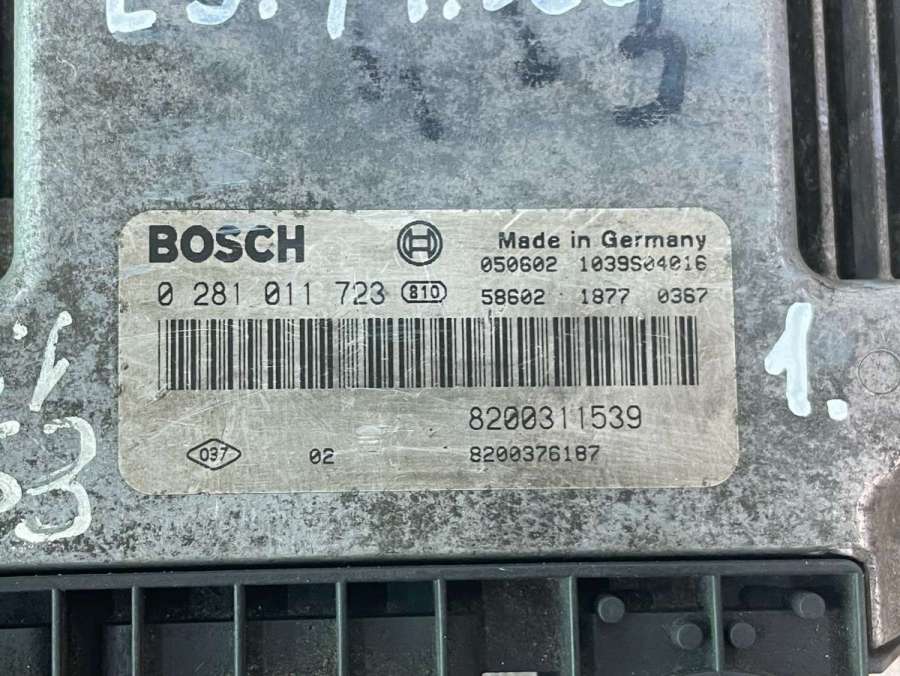 BOSCH
Made in Germany
050602 1039S04016
0 281 011 723 810
58602 1877 0367
1.
8200311539
037 02 8200376187